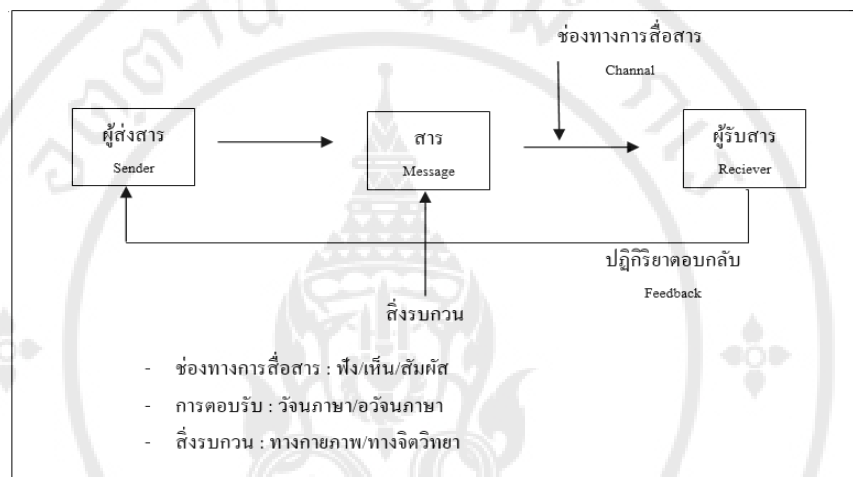 ช่องทางการสื่อสาร
Channal
ผู้ส่งสาร
Sender
สาร
Message
ผู้รับสาร
Reciever
ปฏิกิริยาตอบกลับ
Feedback
สิ่งรบกวน
- ช่องทางการสื่อสาร : ฟัง/เห็น/สัมผัส
- การตอบรับ : วัจนภาษา/อวัจนภาษา
- สิ่งรบกวน : ทางกายภาพ/ทางจิตวิทยา